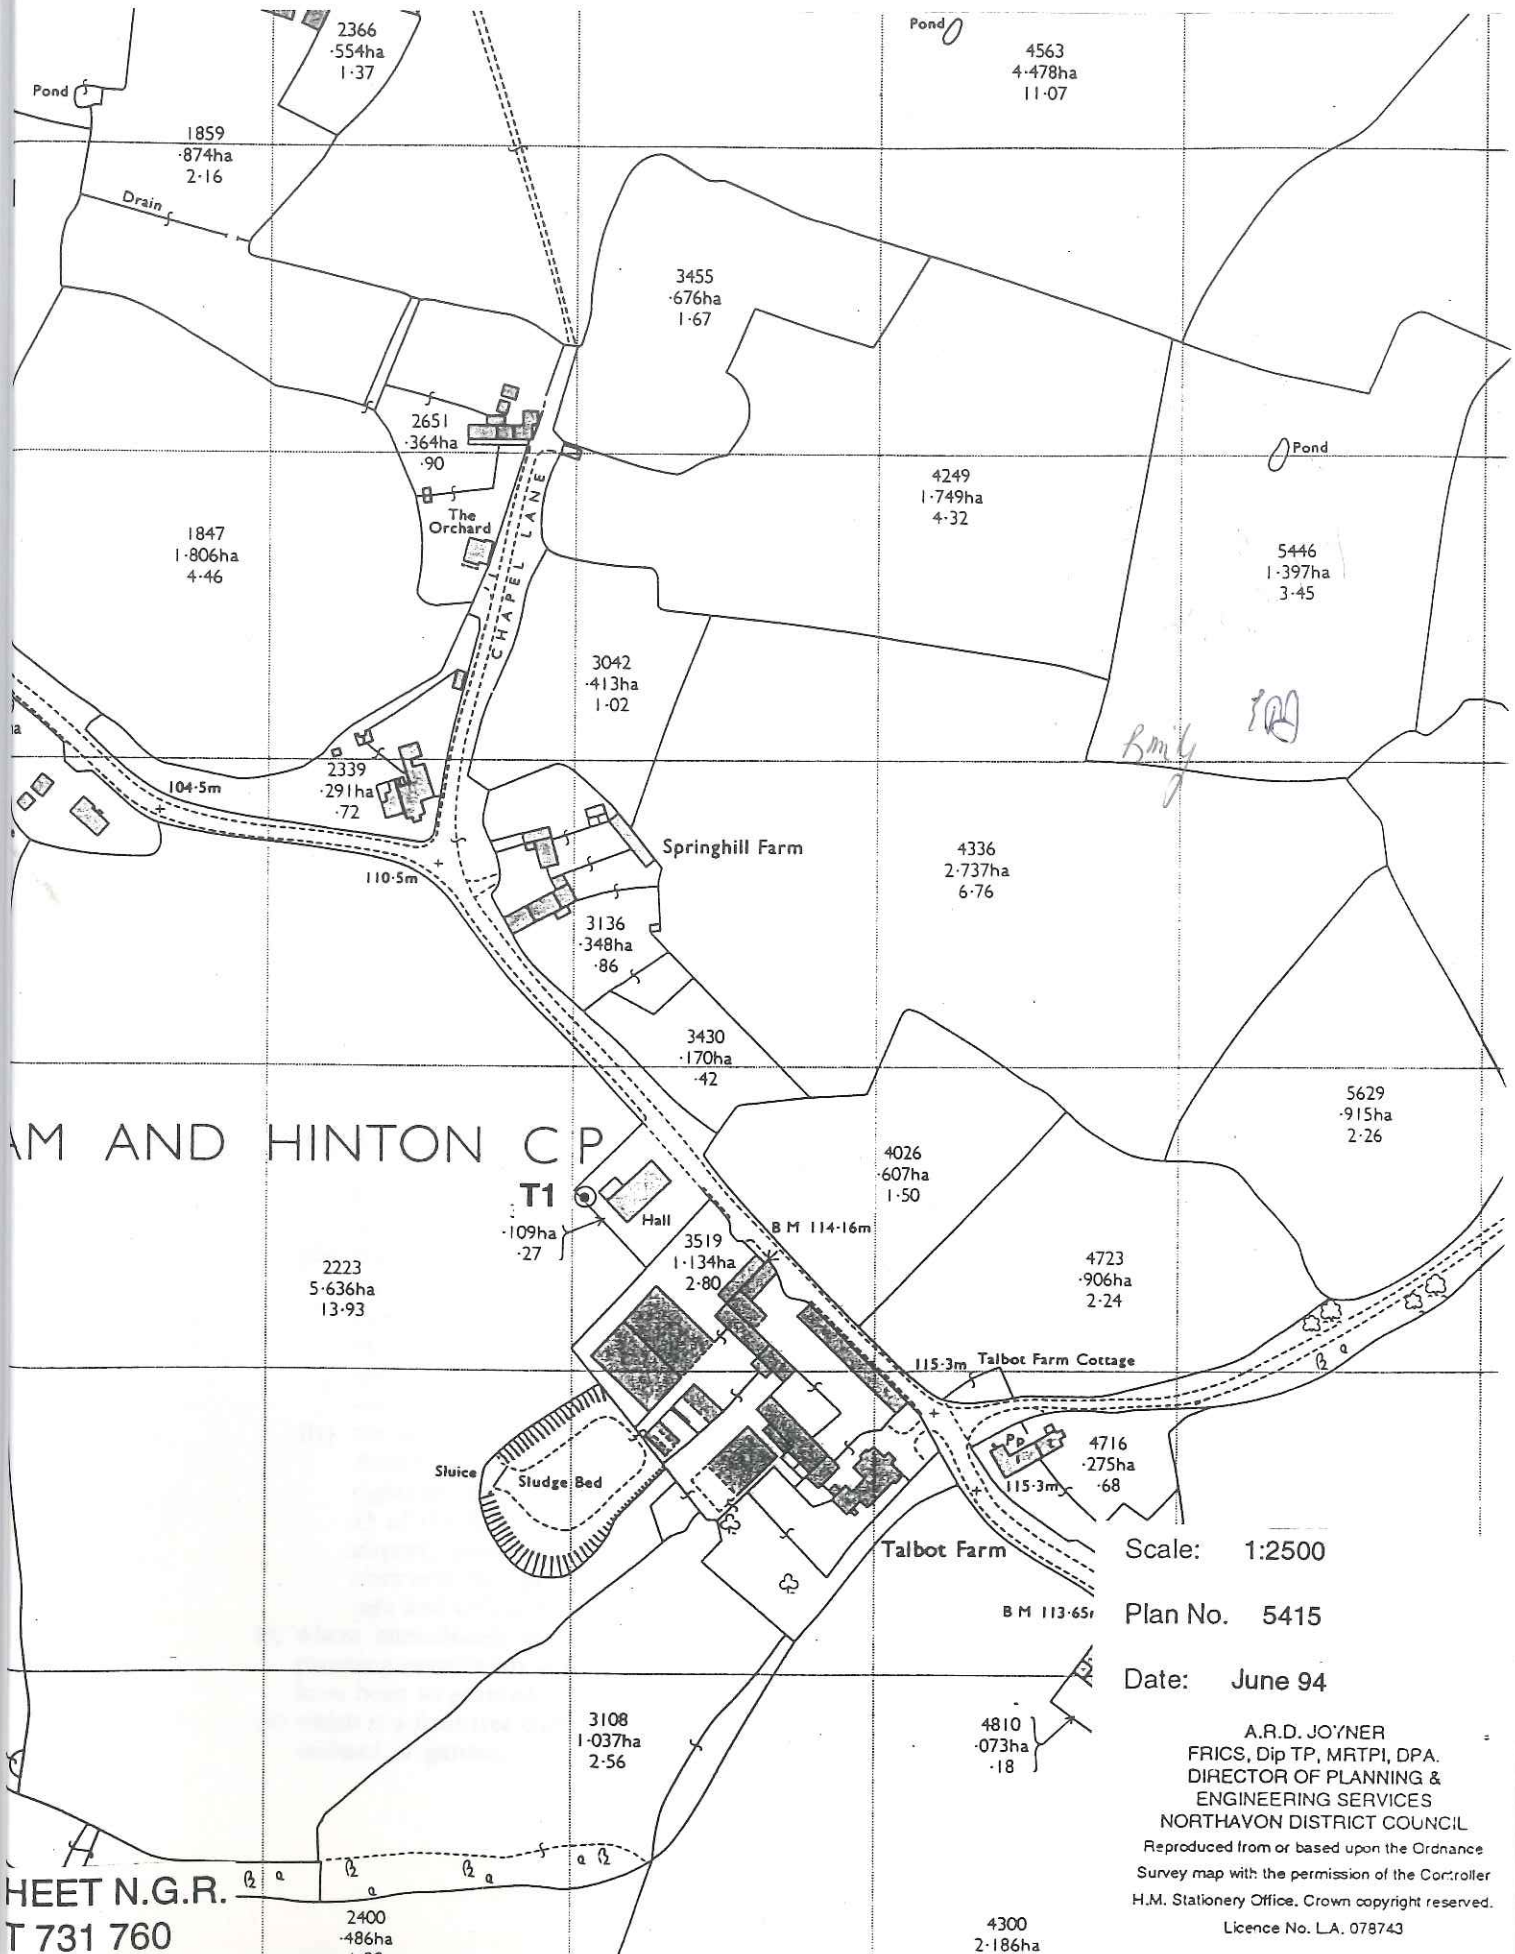 2366
·554ha
1·37
Pond
4563
4·478ha
11·07
Pond
1859
·874ha
2·16
Drain
3455
·676ha
1·67
2651
·364ha
·90
Pond
4249
1·749ha
4·32
The
Orchard
CHAPEL LANE
1847
1·806ha
4·46
5446
1·397ha
3·45
3042
·413ha
1·02
Emily
2339
·291ha
·72
104·5m
110·5m
Springhill Farm
4336
2·737ha
6·76
3136
·348ha
·86
3430
·170ha
·42
5629
·915ha
2·26
AM AND HINTON CP
4026
·607ha
1·50
T1
·109ha
·27
Hall
BM 114·16m
3519
1·134ha
2·80
2223
5·636ha
13·93
4723
·906ha
2·24
115·3m
Talbot Farm Cottage
4716
·275ha
·68
115·3m
Sluice
Sludge Bed
Talbot Farm
Scale: 1:2500
BM 113·65
Plan No. 5415
Date: June 94
3108
1·037ha
2·56
4810
·073ha
·18
A.R.D. JOYNER
FRICS, Dip TP, MRTPI, DPA.
DIRECTOR OF PLANNING &
ENGINEERING SERVICES
NORTHAVON DISTRICT COUNCIL
Reproduced from or based upon the Ordnance
Survey map with the permission of the Controller
H.M. Stationery Office. Crown copyright reserved.
Licence No. LA. 078743
HEET N.G.R.
T 731 760
2400
·486ha
4300
2·186ha